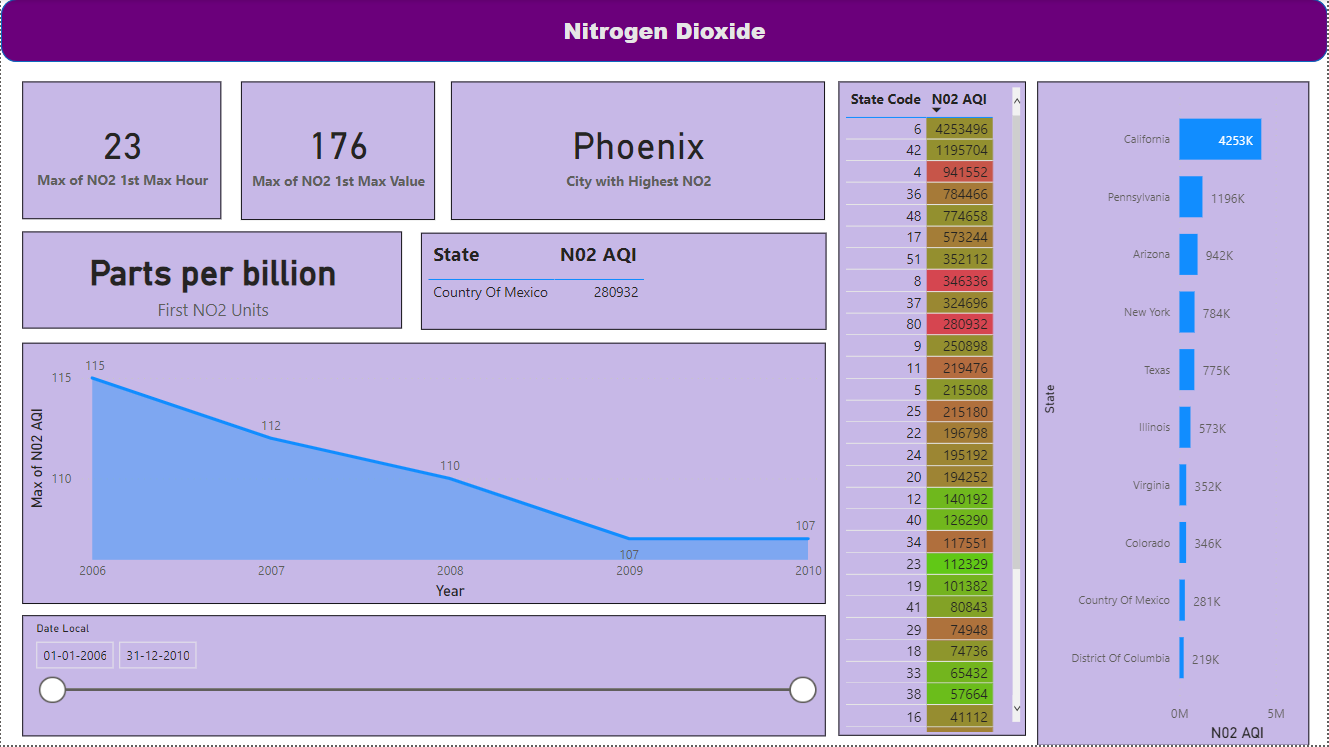 Nitrogen Dioxide
23
Max of NO2 1st Max Hour
176
Max of NO2 1st Max Value
Phoenix
City with Highest NO2
Parts per billion
First NO2 Units
State N02 AQI
Country Of Mexico 280932
Max of N02 AQI
115
110
115
112
110
107
107
2006 2007 2008 2009 2010
Year
Date Local
01-01-2006 31-12-2010
State Code N02 AQI
6 4253496
42 1195704
4 941552
36 784466
48 774658
17 573244
51 352112
8 346336
37 324696
80 280932
9 250898
11 219476
5 215508
25 215180
22 196798
24 195192
20 194252
12 140192
40 126290
34 117551
23 112329
19 101382
41 80843
29 74948
18 74736
33 65432
38 57664
16 41112
State
California 4253K
Pennsylvania 1196K
Arizona 942K
New York 784K
Texas 775K
Illinois 573K
Virginia 352K
Colorado 346K
Country Of Mexico 281K
District Of Columbia 219K
0M 5M
N02 AQI